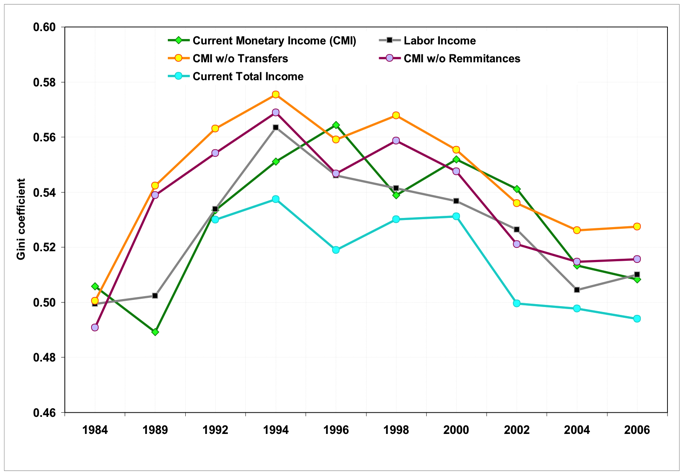 0.60
Current Monetary Income (CMI)
Labor Income
CMI w/o Transfers
CMI w/o Remmitances
Current Total Income
0.58
0.56
0.54
0.52
0.50
0.48
0.46
Gini coefficient
1984 1989 1992 1994 1996 1998 2000 2002 2004 2006